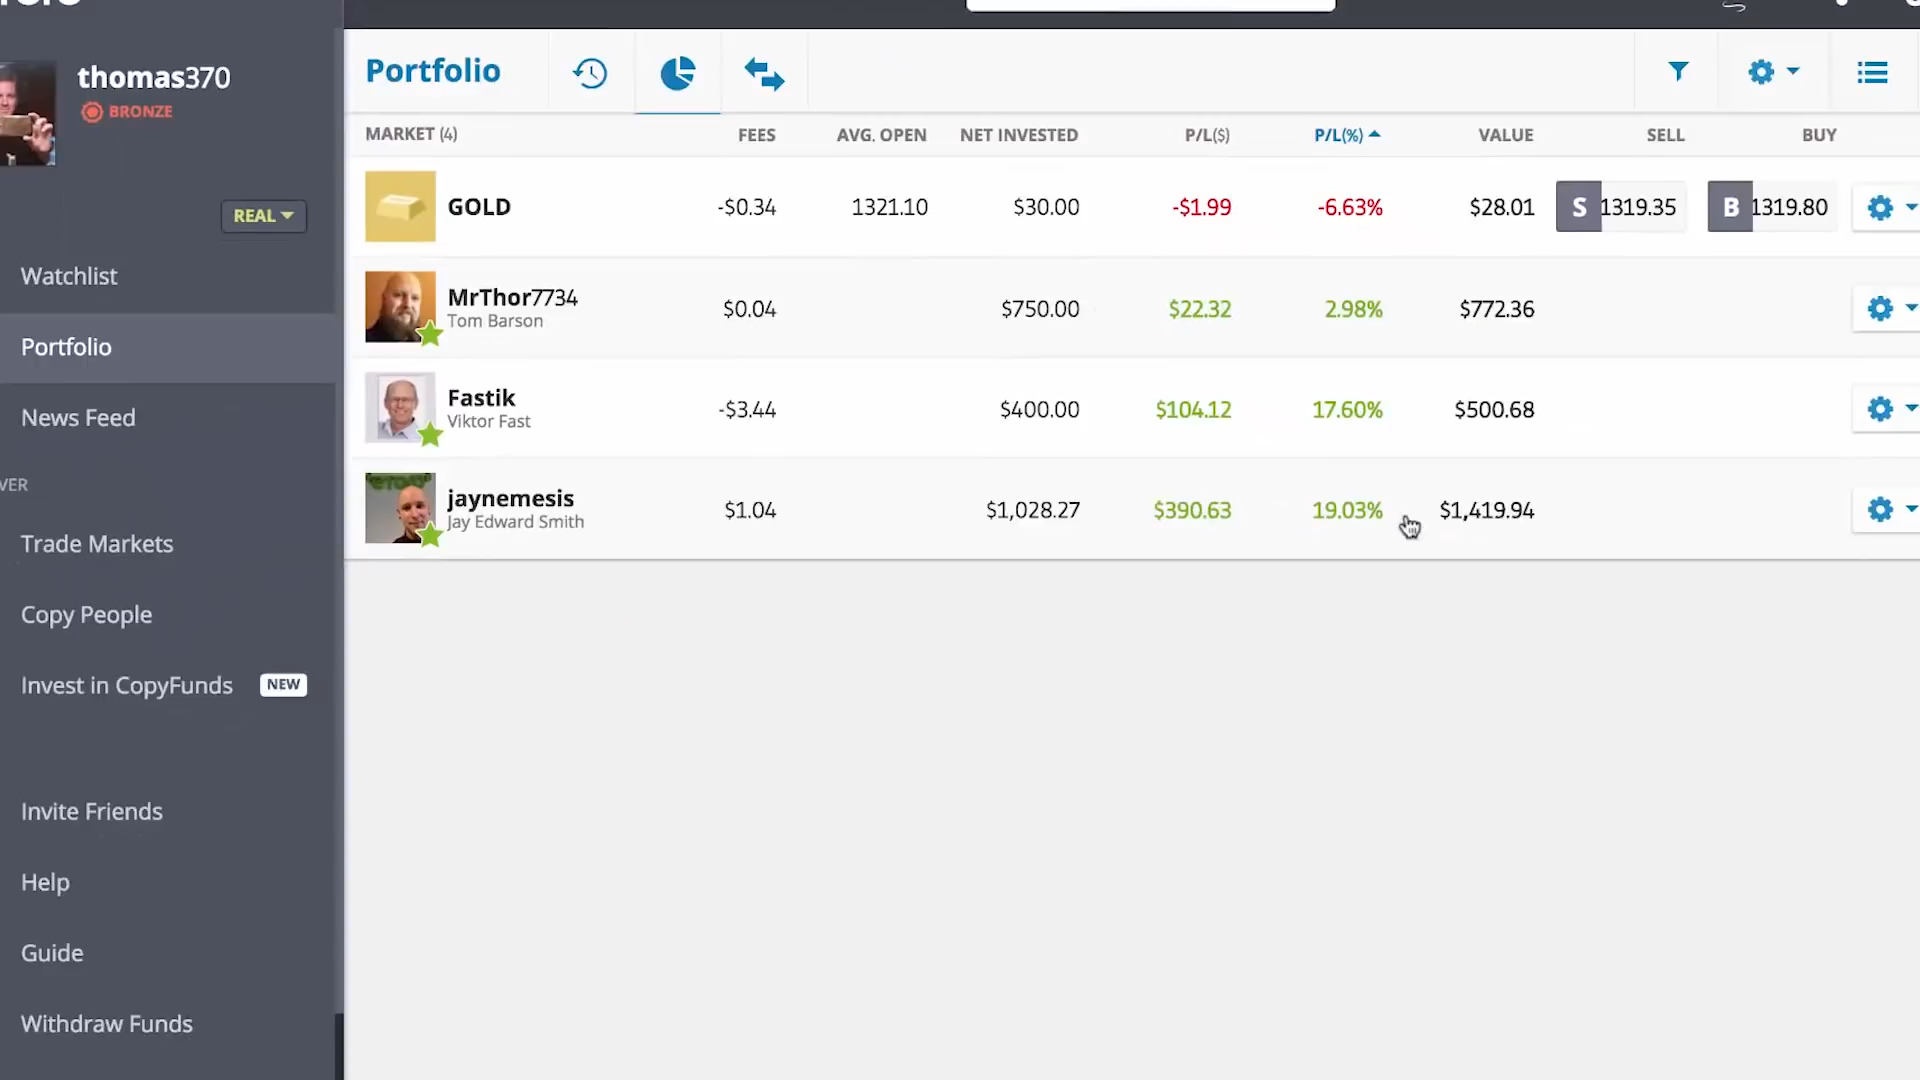 thomas370
BRONZE
REAL
Watchlist
Portfolio
News Feed
VER
Trade Markets
Copy People
Invest in CopyFunds NEW
Invite Friends
Help
Guide
Withdraw Funds
Portfolio
MARKET (4) FEES AVG. OPEN NET INVESTED P/L($) P/L(%) VALUE SELL BUY
GOLD -$0.34 1321.10 $30.00 -$1.99 -6.63% $28.01 S 1319.35 B 1319.80
MrThor7734 $0.04 $750.00 $22.32 2.98% $772.36
Tom Barson
Fastik -$3.44 $400.00 $104.12 17.60% $500.68
Viktor Fast
jaynemesis $1.04 $1,028.27 $390.63 19.03% $1,419.94
Jay Edward Smith